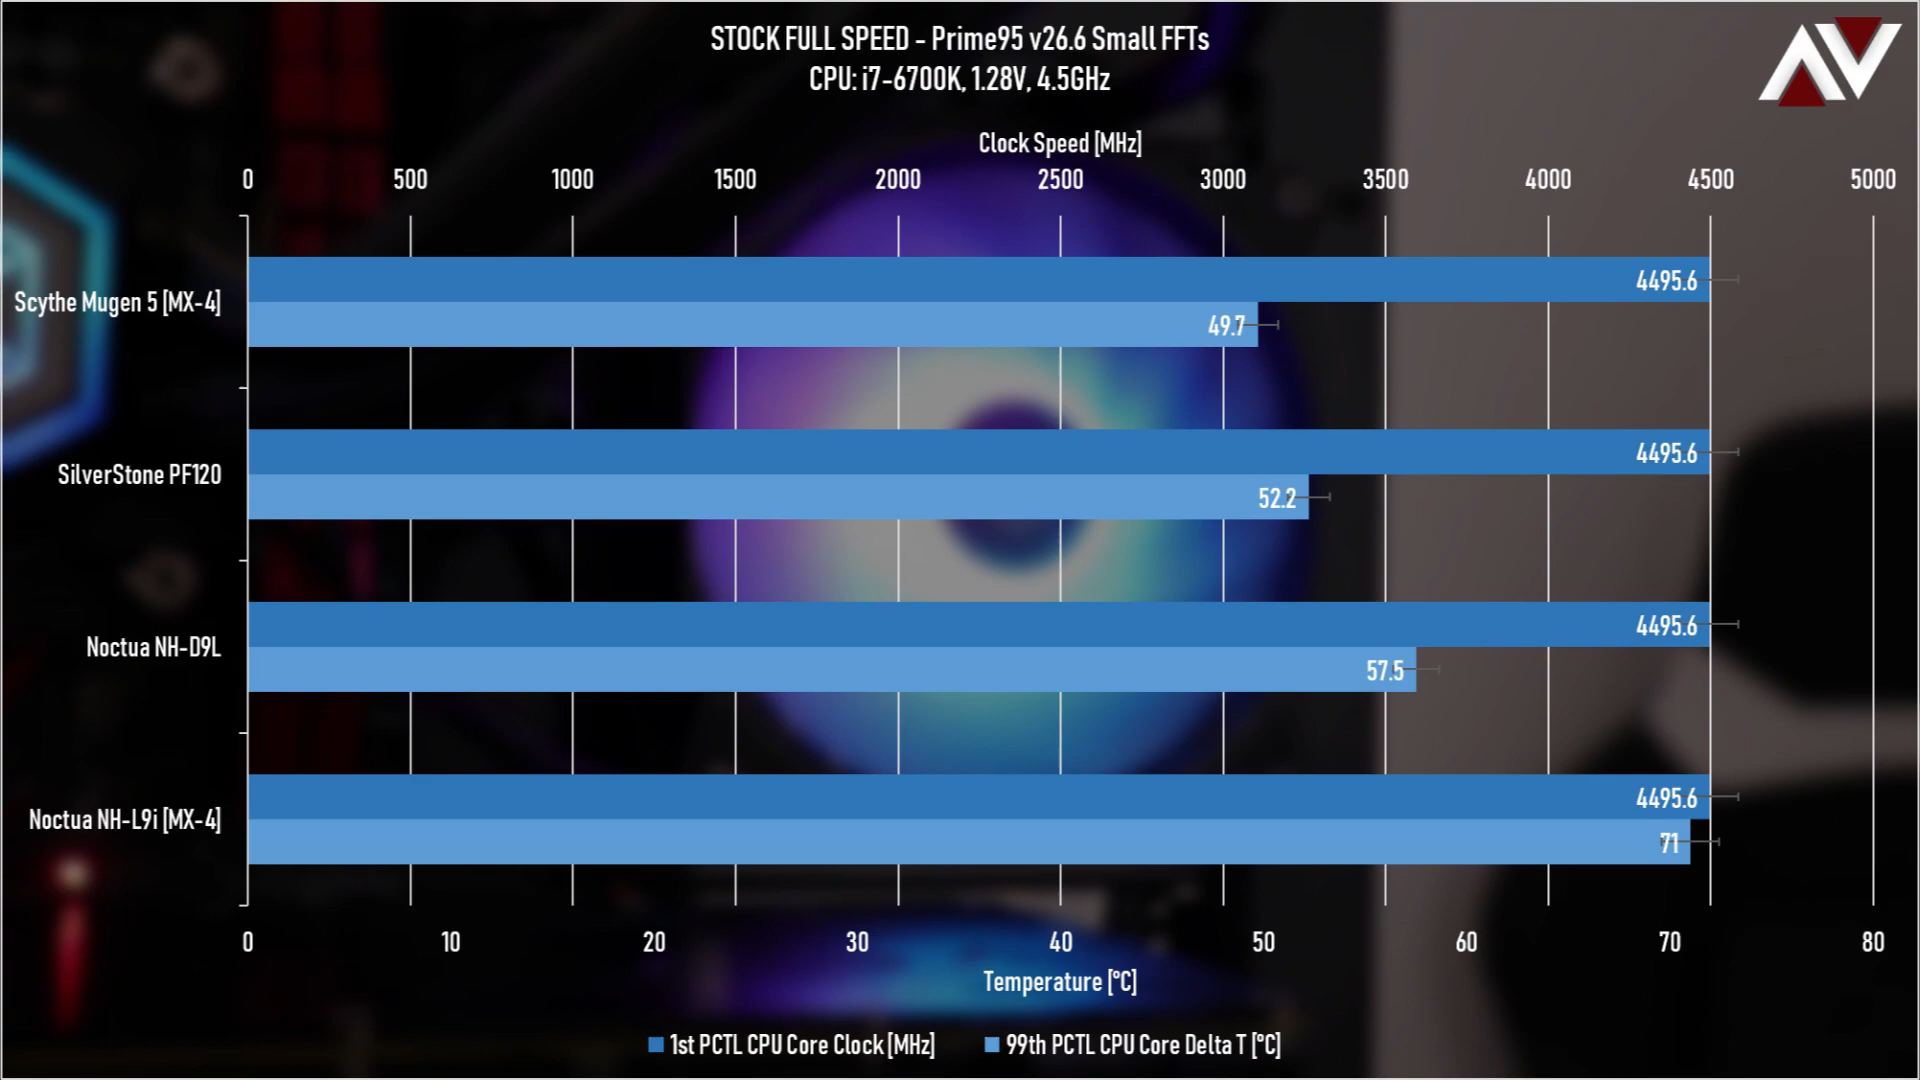 STOCK FULL SPEED - Prime95 v26.6 Small FFTs
CPU: i7-6700K, 1.28V, 4.5GHz
AV
Clock Speed [MHz]
0 500 1000 1500 2000 2500 3000 3500 4000 4500 5000
Scythe Mugen 5 [MX-4]
4495.6
49.7
SilverStone PF120
4495.6
52.2
Noctua NH-D9L
4495.6
57.5
Noctua NH-L9i [MX-4]
4495.6
71
0 10 20 30 40 50 60 70 80
Temperature [°C]
1st PCTL CPU Core Clock [MHz] 99th PCTL CPU Core Delta T [°C]